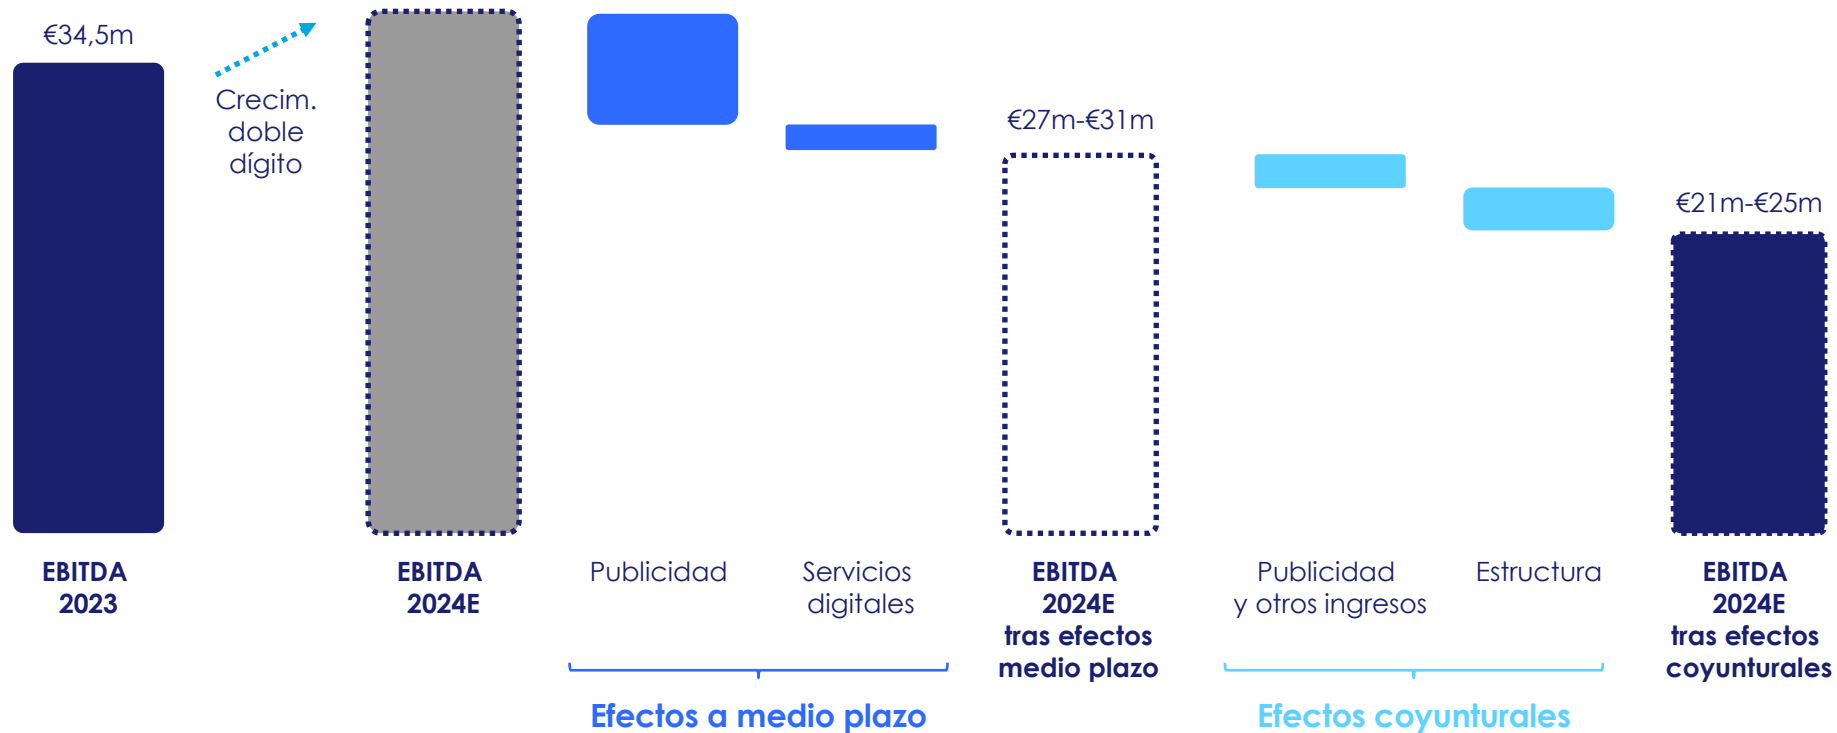 €34,5m
Crecim.
doble
dígito
€27m-€31m
€21m-€25m
EBITDA
2023
EBITDA
2024E
Publicidad
Servicios
digitales
EBITDA
2024E
tras efectos
medio plazo
Publicidad
y otros ingresos
Estructura
EBITDA
2024E
tras efectos
coyunturales
Efectos a medio plazo
Efectos coyunturales